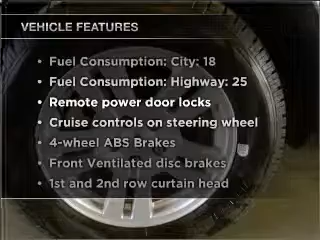 VEHICLE FEATURES
• Fuel Consumption: City: 18
• Fuel Consumption: Highway: 25
• Remote power door locks
• Cruise controls on steering wheel
• 4-wheel ABS Brakes
• Front Ventilated disc brakes
• 1st and 2nd row curtain head